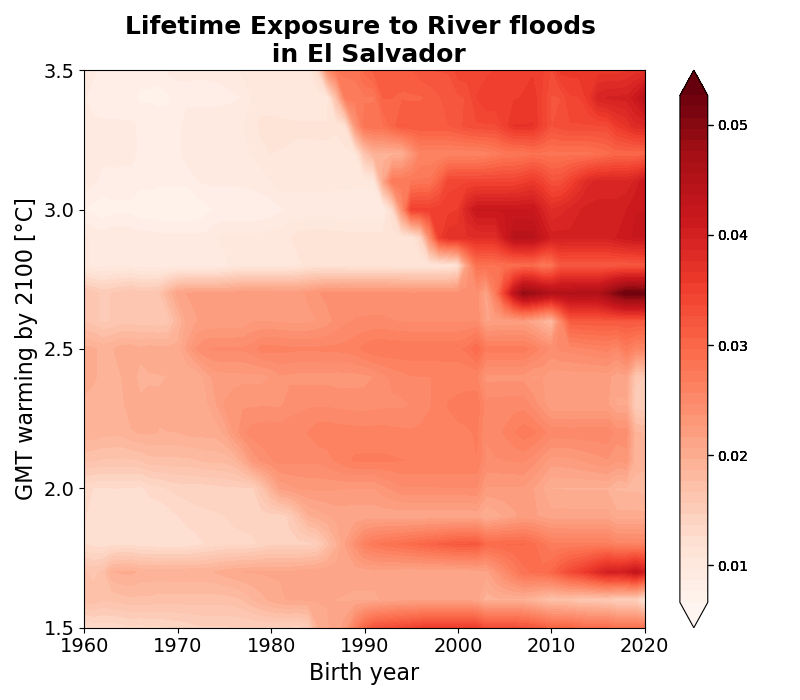 Lifetime Exposure to River floods
in El Salvador
GMT warming by 2100 [°C]
3.5
3.0
2.5
2.0
1.5
1960 1970 1980 1990 2000 2010 2020
Birth year
0.05
0.04
0.03
0.02
0.01